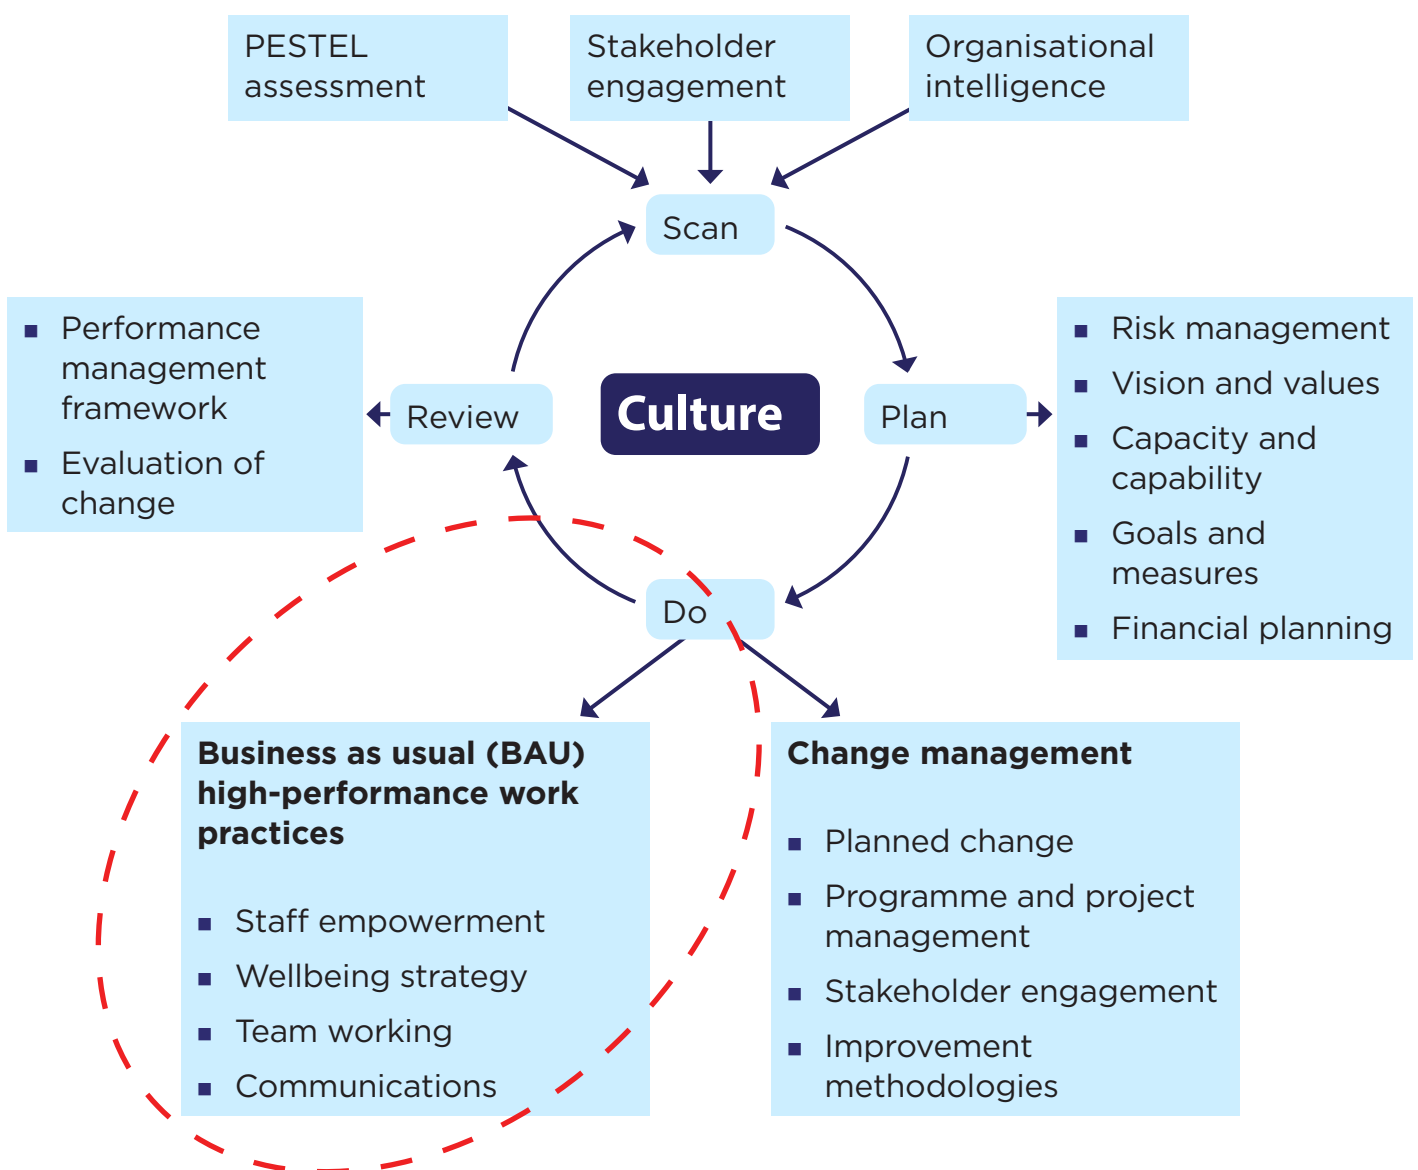 PESTEL
assessment
Stakeholder
engagement
Organisational
intelligence
Scan
Performance
management
framework
Evaluation of
change
Review
Culture
Plan
Risk management
Vision and values
Capacity and
capability
Goals and
measures
Financial planning
Do
Business as usual (BAU)
high-performance work
practices
Staff empowerment
Wellbeing strategy
Team working
Communications
Change management
Planned change
Programme and project
management
Stakeholder engagement
Improvement
methodologies